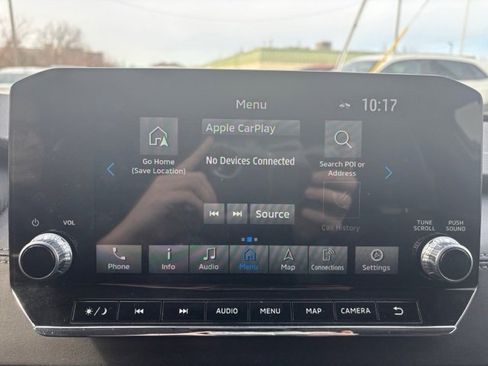 Menu
10:17
Apple CarPlay
Go Home
(Save Location)
No Devices Connected
Search POI or
Address
Source
Call History
VOL
TUNE
SCROLL
PUSH
SOUND
Phone
Info
Audio
Menu
Map
Connections
Settings
AUDIO
MENU
MAP
CAMERA